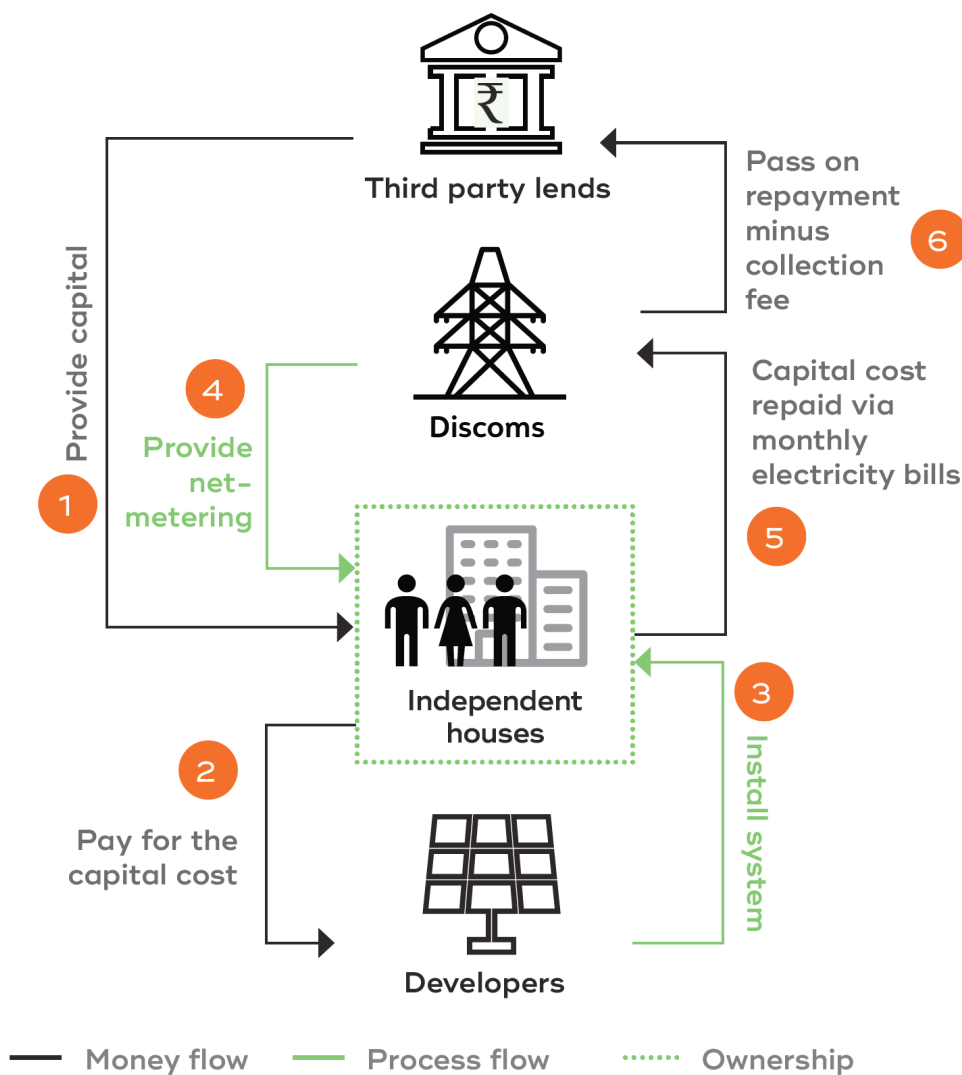 ₹
Third party lends
Provide capital
1
Pass on
repayment
minus
collection
fee
6
Discoms
4
Provide
net-
metering
Capital cost
repaid via
monthly
electricity bills
5
Independent
houses
2
Pay for the
capital cost
3
Install system
Developers
Money flow
Process flow
Ownership